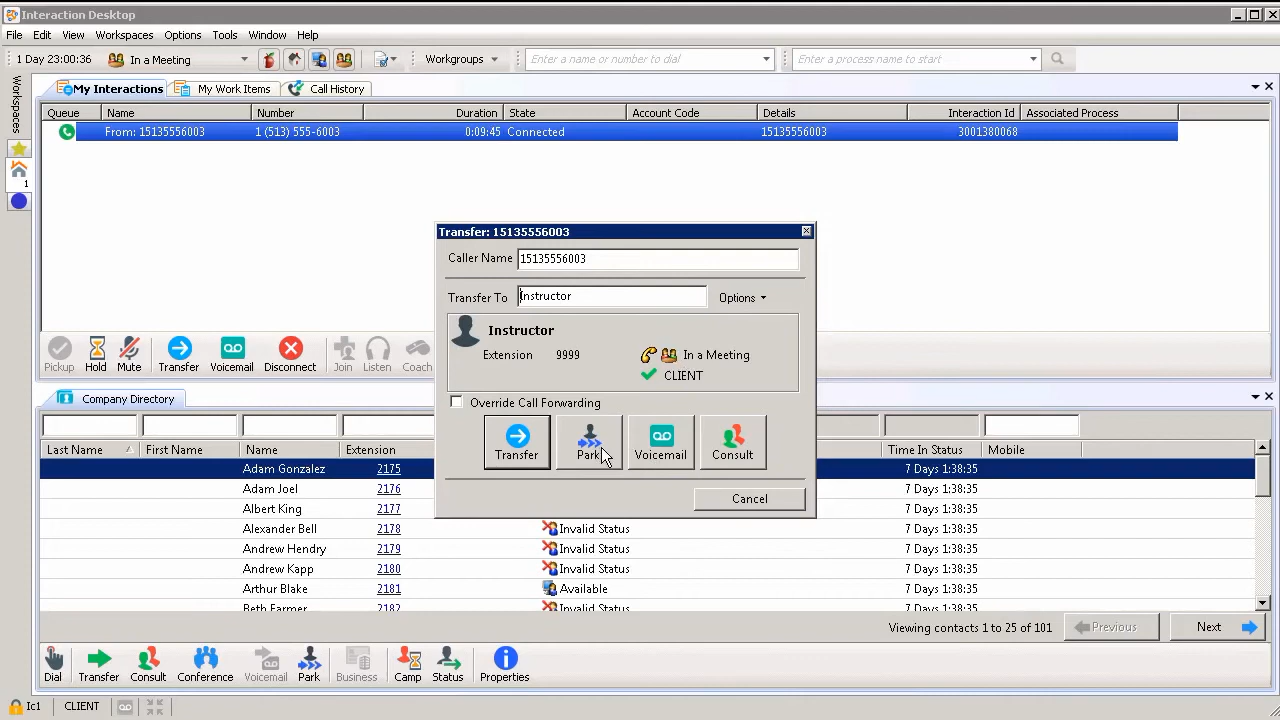 Interaction Desktop
File Edit View Workspaces Options Tools Window Help
1 Day 23:00:36 In a Meeting Workgroups Enter a name or number to dial Enter a process name to start
Workspaces
My Interactions My Work Items Call History
Queue Name Number Duration State Account Code Details Interaction Id Associated Process
From: 15135556003 1 (513) 555-6003 0:09:45 Connected 15135556003 3001380068
1
Transfer: 15135556003
Caller Name 15135556003
Transfer To Instructor Options
Instructor
Extension 9999 In a Meeting
CLIENT
Override Call Forwarding
Transfer Park Voicemail Consult
Cancel
Pickup Hold Mute Transfer Voicemail Disconnect Join Listen Coach
Company Directory
Last Name First Name Name Extension Time In Status Mobile
Adam Gonzalez 2175 7 Days 1:38:35
Adam Joel 2176 7 Days 1:38:35
Albert King 2177 7 Days 1:38:35
Alexander Bell 2178 Invalid Status 7 Days 1:38:35
Andrew Hendry 2179 Invalid Status 7 Days 1:38:35
Andrew Kapp 2180 Invalid Status 7 Days 1:38:35
Arthur Blake 2181 Available 7 Days 1:38:35
Beth Farmer 2182 Invalid Status 7 Days 1:38:35
Viewing contacts 1 to 25 of 101 Previous Next
Dial Transfer Consult Conference Voicemail Park Business Camp Status Properties
Ic1 CLIENT